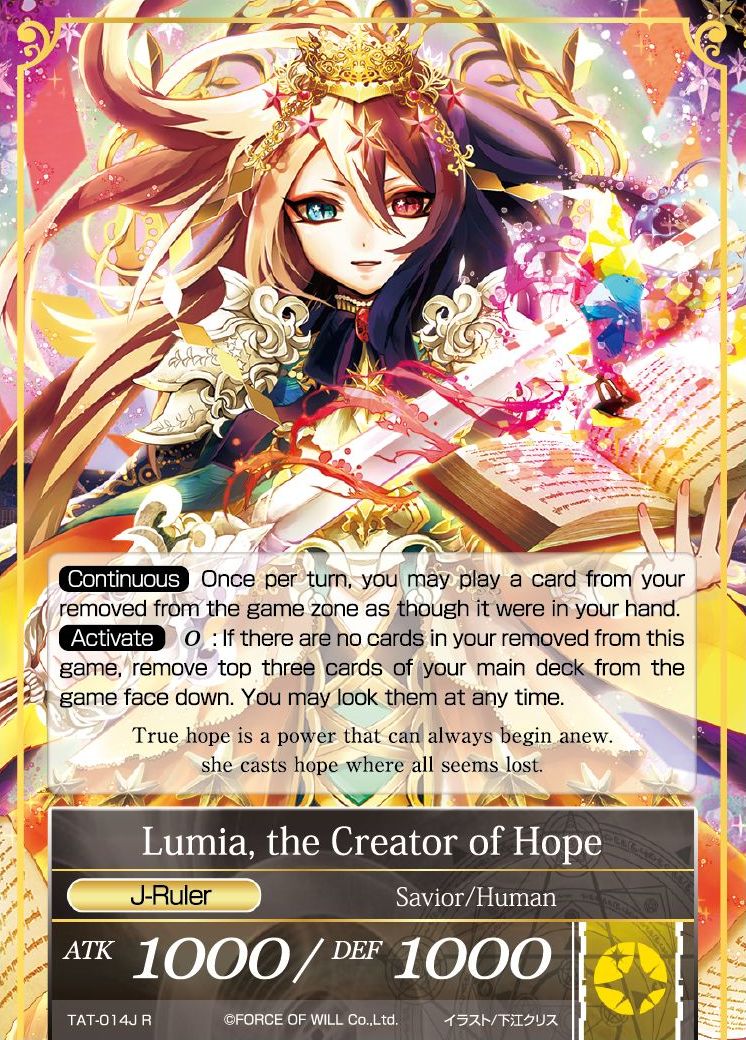 Continuous Once per turn, you may play a card from your
removed from the game zone as though it were in your hand.
Activate 0 : If there are no cards in your removed from this
game, remove top three cards of your main deck from the
game face down. You may look them at any time.
True hope is a power that can always begin anew.
she casts hope where all seems lost.
Lumia, the Creator of Hope
J-Ruler Savior/Human
ATK 1000 / DEF 1000
TAT-014J R ©FORCE OF WILL Co.,Ltd. イラスト/下江クリス